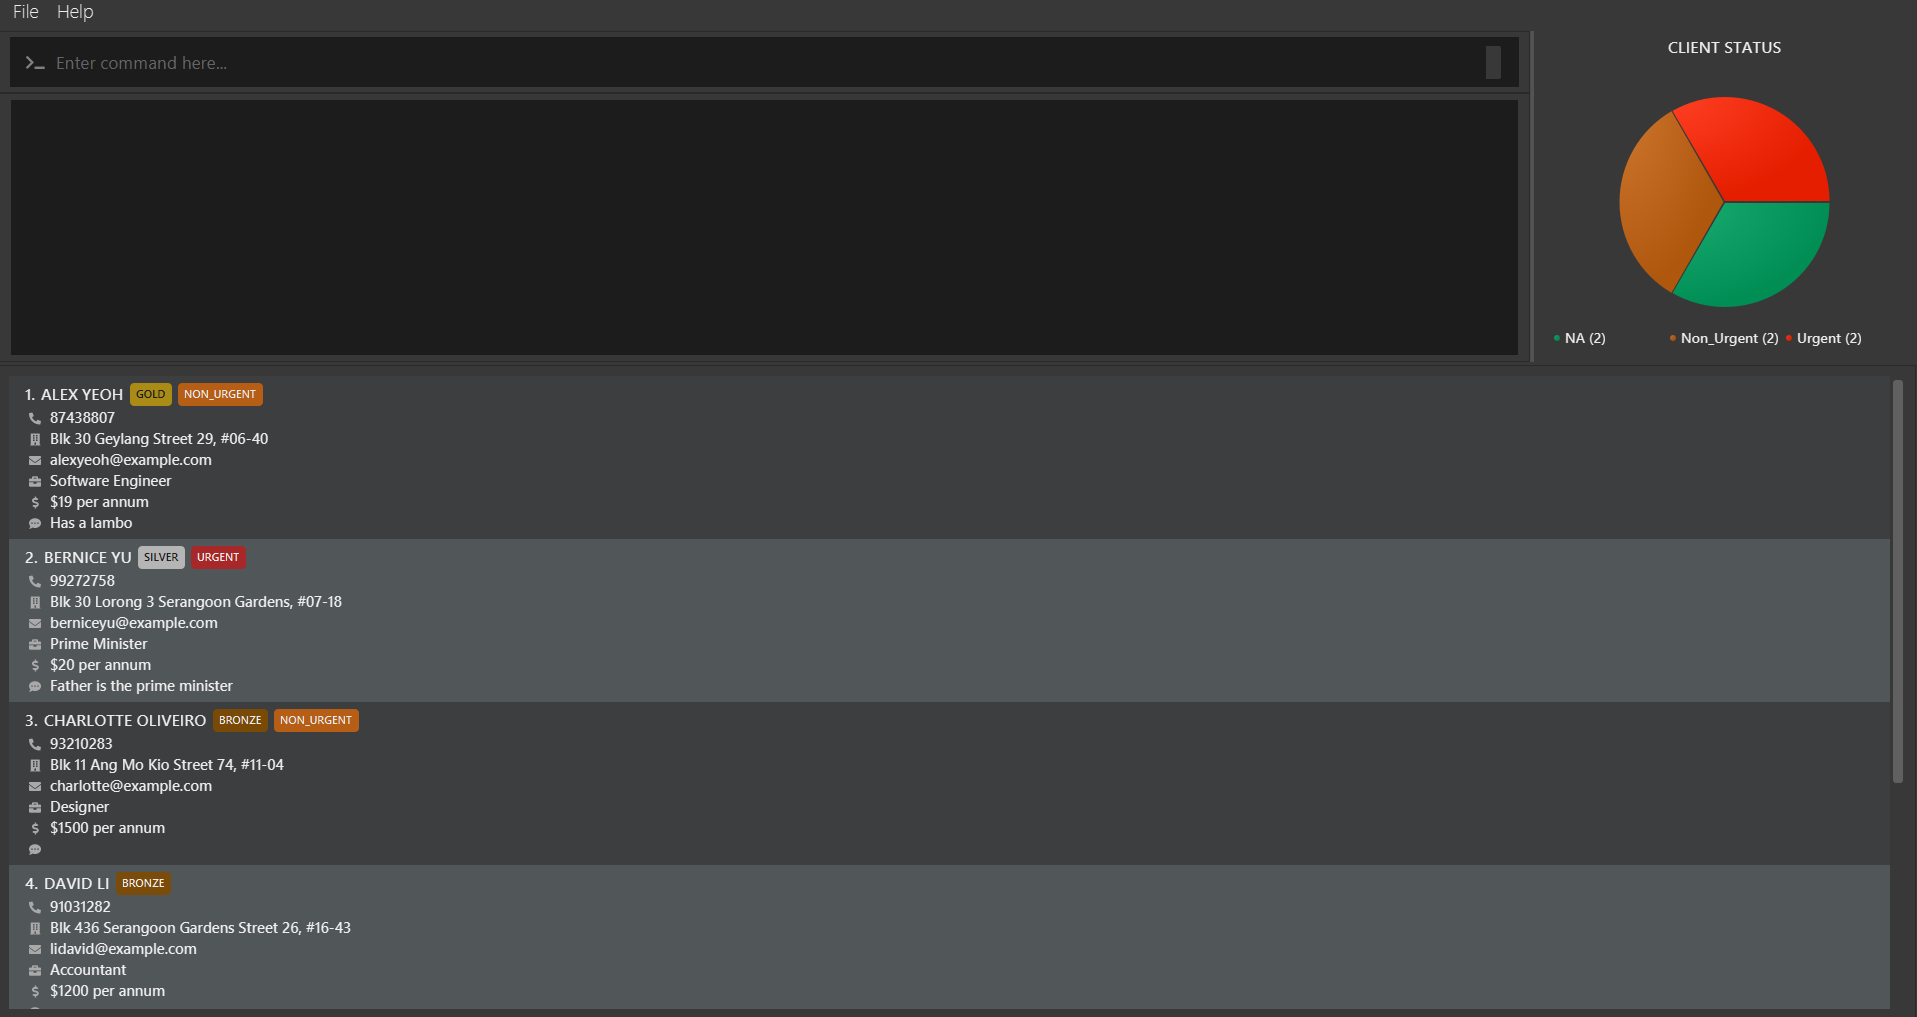 File Help
Enter command here...
CLIENT STATUS
NA (2) Non_Urgent (2) Urgent (2)
1. ALEX YEOH GOLD NON_URGENT
87438807
Blk 30 Geylang Street 29, #06-40
alexyeoh@example.com
Software Engineer
$ $19 per annum
Has a lambo
2. BERNICE YU SILVER URGENT
99272758
Blk 30 Lorong 3 Serangoon Gardens, #07-18
berniceyu@example.com
Prime Minister
$ $20 per annum
Father is the prime minister
3. CHARLOTTE OLIVEIRO BRONZE NON_URGENT
93210283
Blk 11 Ang Mo Kio Street 74, #11-04
charlotte@example.com
Designer
$ $1500 per annum
4. DAVID LI BRONZE
91031282
Blk 436 Serangoon Gardens Street 26, #16-43
lidavid@example.com
Accountant
$ $1200 per annum